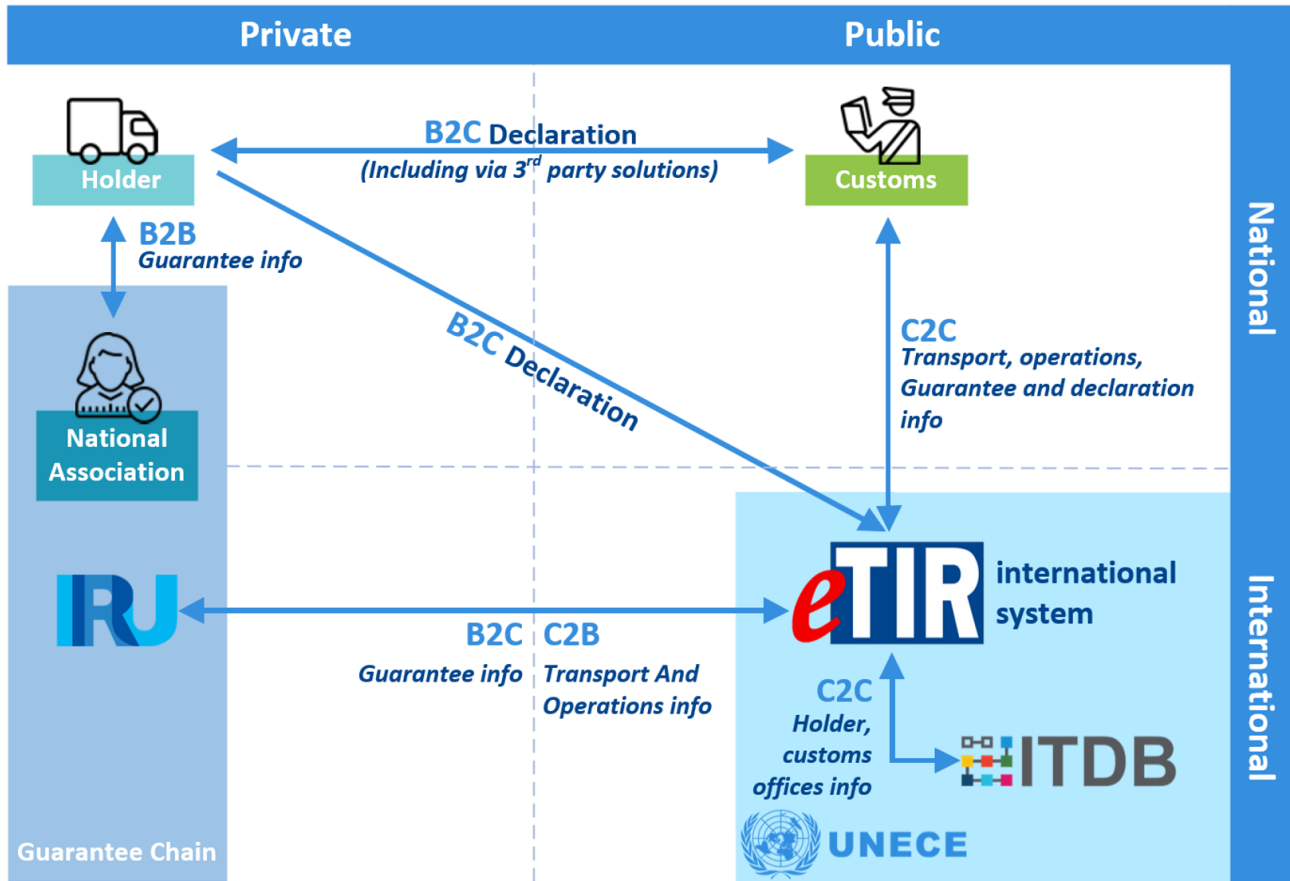 Private
Public
National
International
Holder
B2C Declaration
(Including via 3rd party solutions)
Customs
B2B
Guarantee info
B2C Declaration
C2C
Transport, operations,
Guarantee and declaration
info
National
Association
IRU
eTIR
international
system
B2C
Guarantee info
C2B
Transport And
Operations info
C2C
Holder,
customs
offices info
ITDB
UNECE
Guarantee Chain